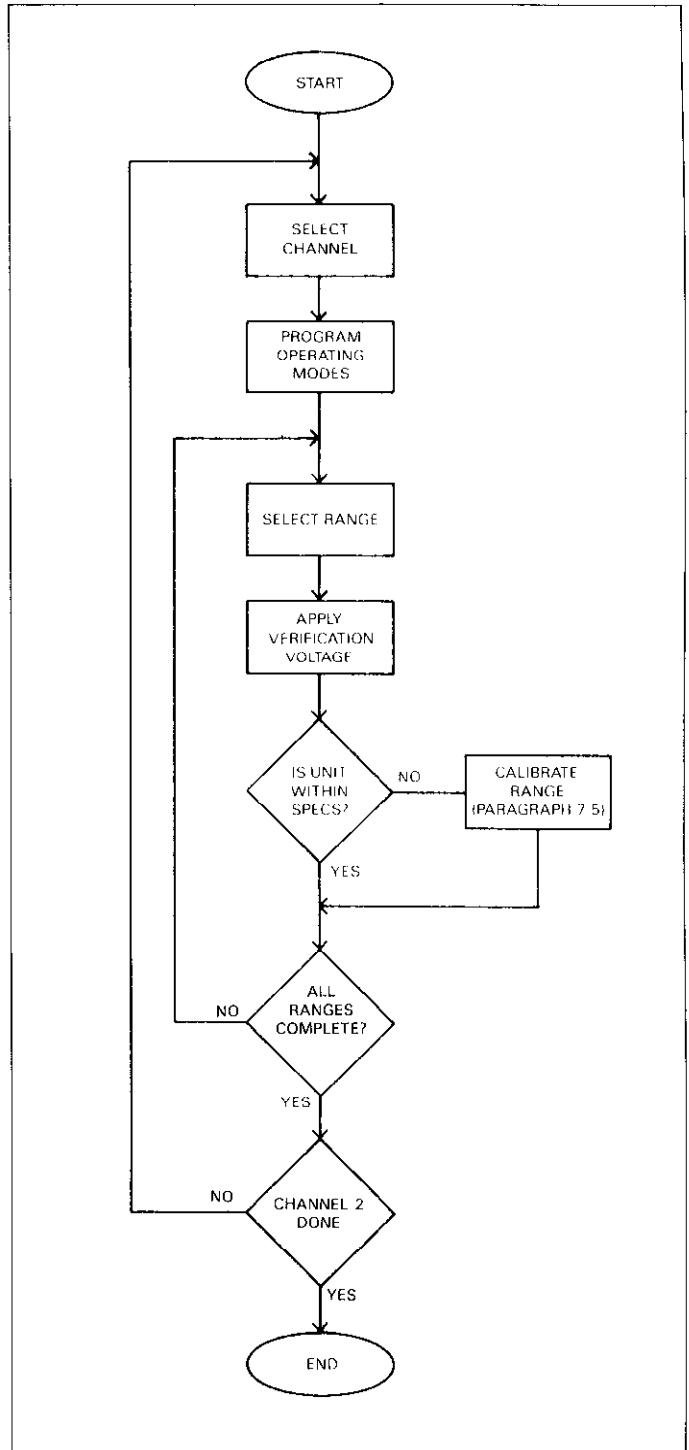 START
SELECT
CHANNEL
PROGRAM
OPERATING
MODES
SELECT RANGE
APPLY
VERIFICATION
VOLTAGE
IS UNIT
WITHIN
SPECS?
NO
CALIBRATE
RANGE
(PARAGRAPH 7.5)
YES
ALL
RANGES
COMPLETE?
NO
YES
CHANNEL 2
DONE
NO
YES
END